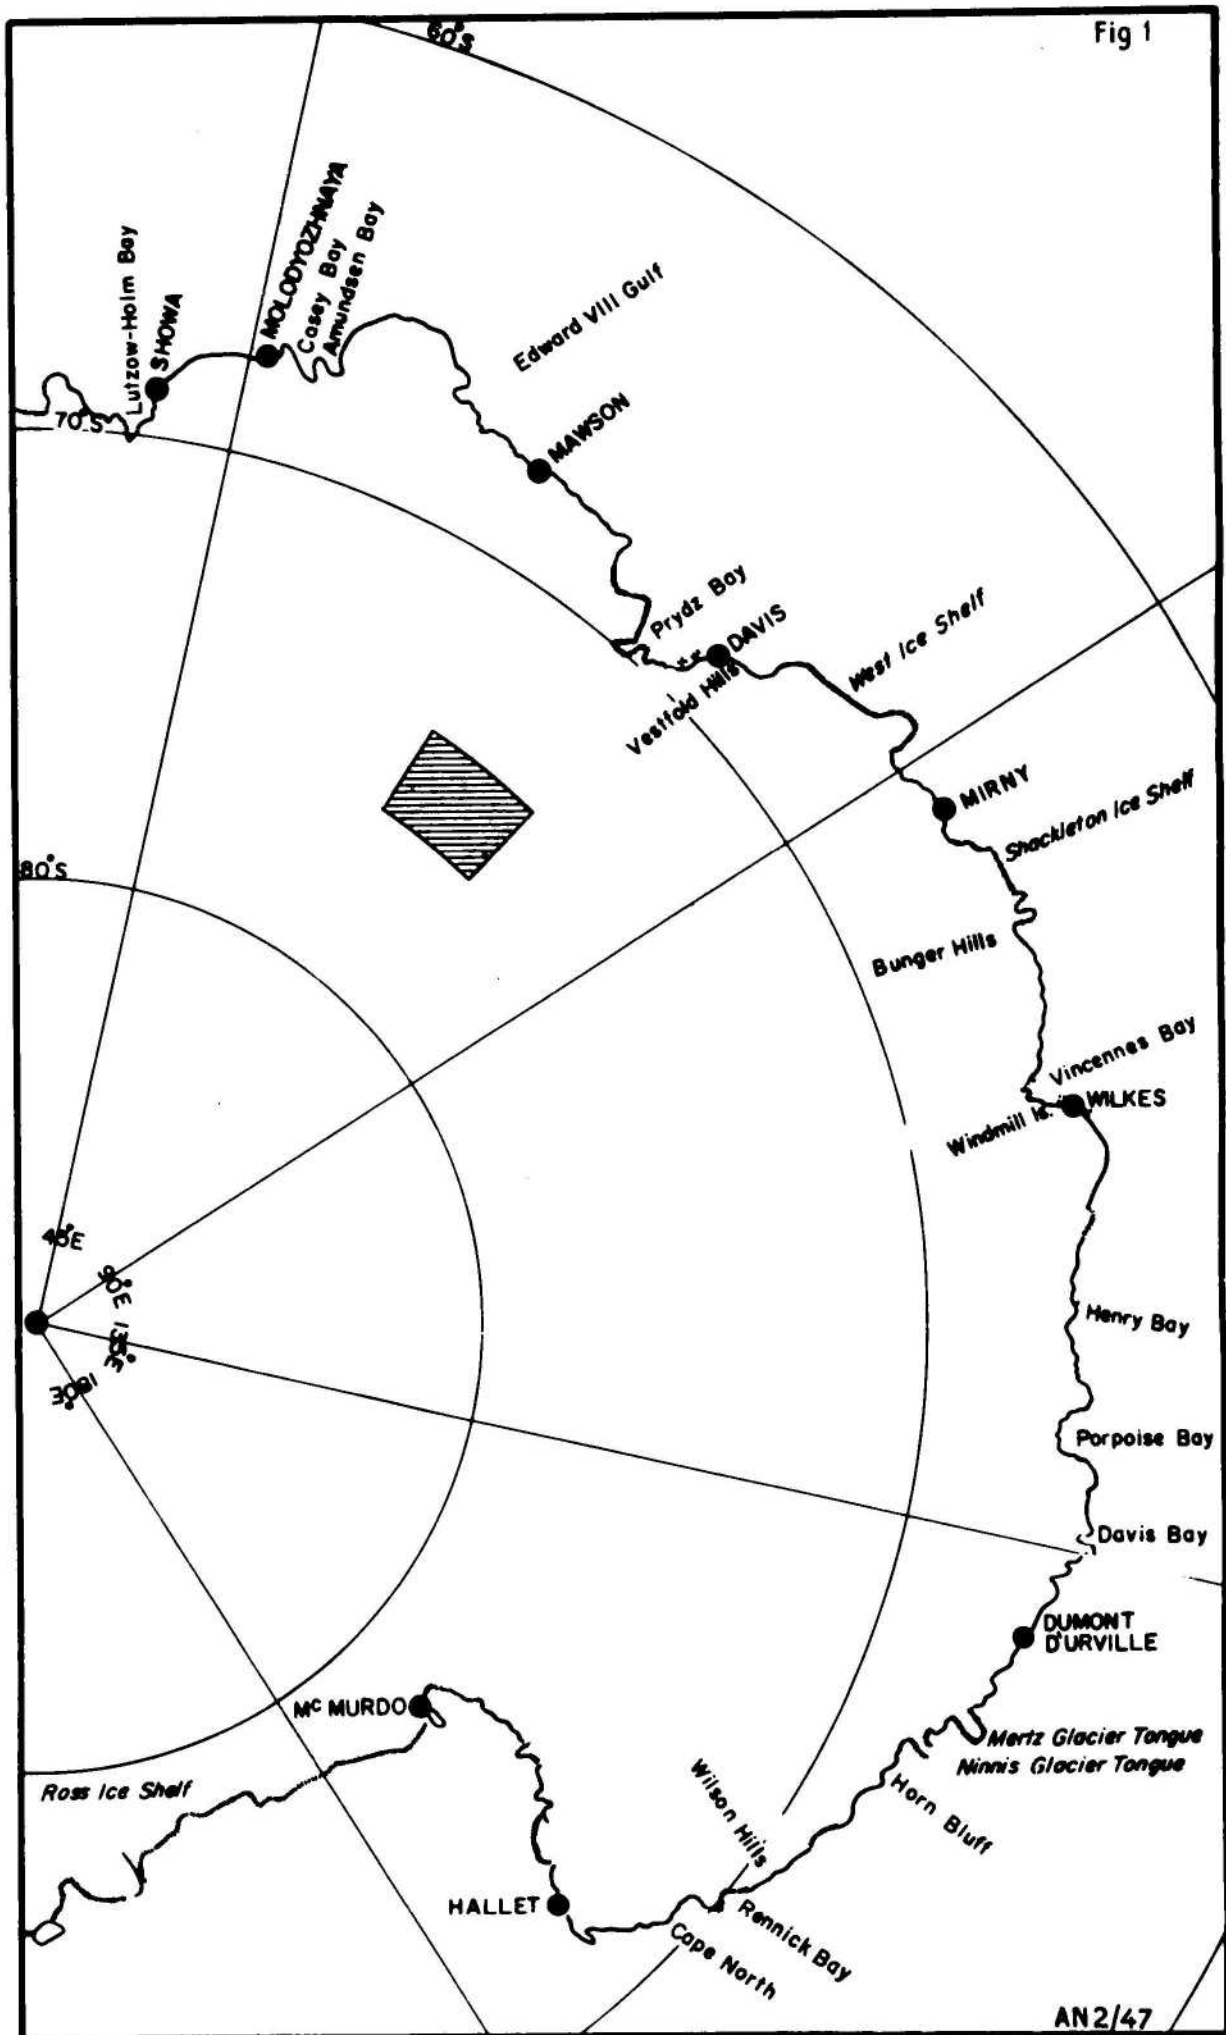 Fig 1
60°S
Lutzow-Holm Bay
SHOWA
MOLODYOZHNAYA
Casey Bay
Amundsen Bay
Edward VIII Gulf
70°S
MAWSON
Prydz Bay
DAVIS
Vestfold Hills
West Ice Shelf
MIRNY
Shackleton Ice Shelf
80°S
Bunger Hills
Vincennes Bay
WILKES
Windmill Is.
45°E
90°E
135°E
180°E
Henry Bay
Porpoise Bay
Davis Bay
DUMONT
D'URVILLE
Mc MURDO
Mertz Glacier Tongue
Ninnis Glacier Tongue
Ross Ice Shelf
Wilson Hills
Horn Bluff
HALLET
Rennick Bay
Cape North
AN 2/47